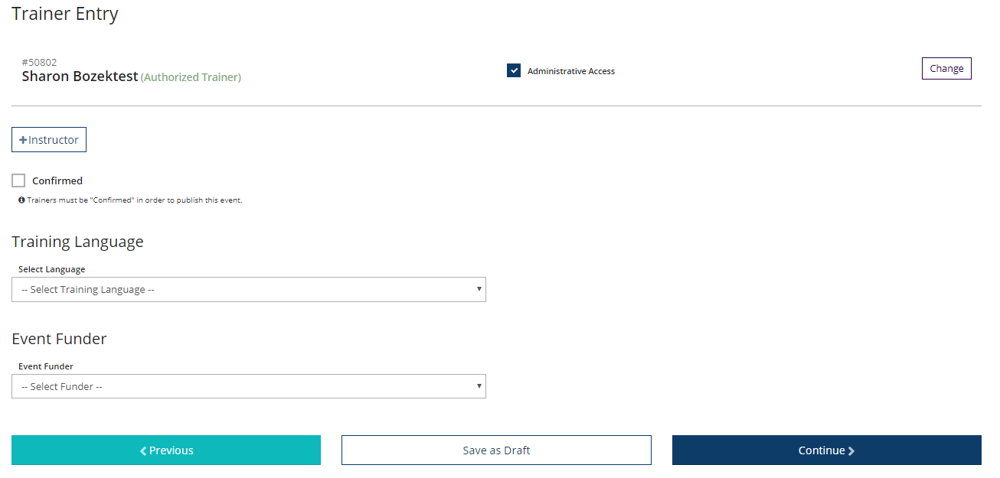 Trainer Entry
#50802
Sharon Bozektest (Authorized Trainer)
Administrative Access
Change
+Instructor
Confirmed
Trainers must be "Confirmed" in order to publish this event.
Training Language
Select Language
-- Select Training Language --
Event Funder
Event Funder
-- Select Funder --
Previous
Save as Draft
Continue